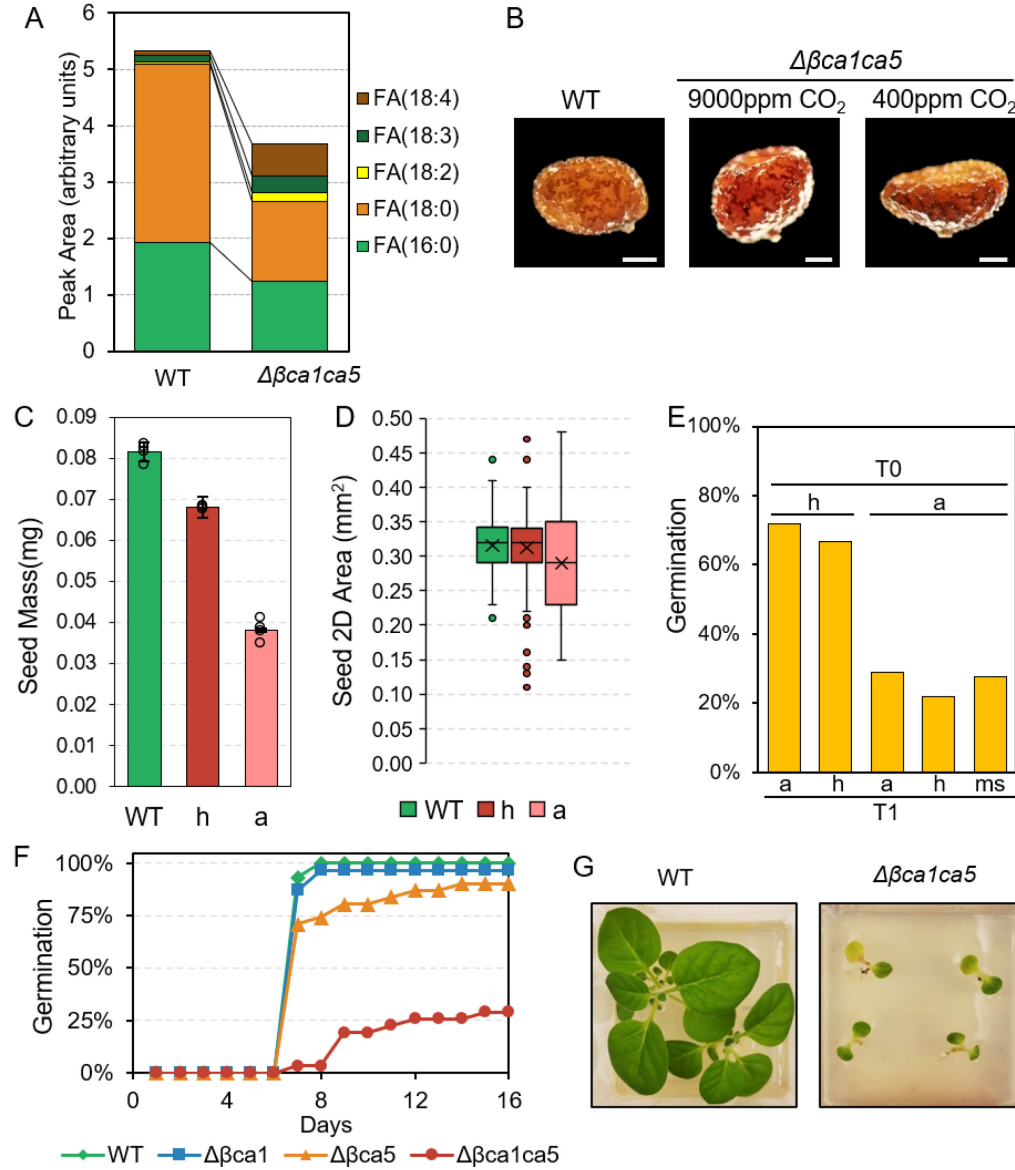 A
Peak Area (arbitrary units)
6
5
4
3
2
1
0
WT
Δβca1ca5
FA(18:4)
FA(18:3)
FA(18:2)
FA(18:0)
FA(16:0)
B
Δβca1ca5
WT
9000ppm CO₂
400ppm CO₂
C
Seed Mass(mg)
0.09
0.08
0.07
0.06
0.05
0.04
0.03
0.02
0.01
0.00
WT h a
D
Seed 2D Area (mm²)
0.50
0.45
0.40
0.35
0.30
0.25
0.20
0.15
0.10
0.05
0.00
WT h a
E
Germination
100%
80%
60%
40%
20%
0%
T0
h a
a h a h ms
T1
F
Germination
100%
75%
50%
25%
0%
0 4 8 12 16
Days
WT Δβca1 Δβca5 Δβca1ca5
G
WT
Δβca1ca5